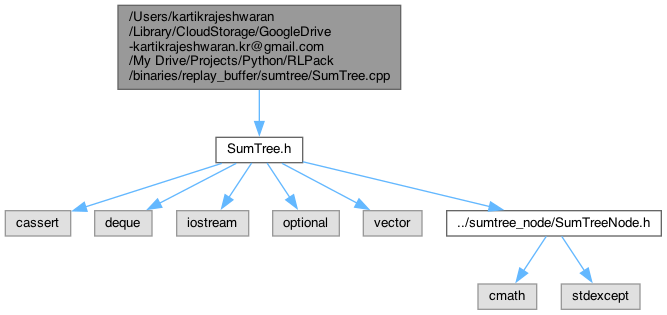 /Users/kartikrajeshwaran
/Library/CloudStorage/GoogleDrive
-kartikrajeshwaran.kr@gmail.com
/My Drive/Projects/Python/RLPack
/binaries/replay_buffer/sumtree/SumTree.cpp
SumTree.h
cassert
deque
iostream
optional
vector
../sumtree_node/SumTreeNode.h
cmath
stdexcept